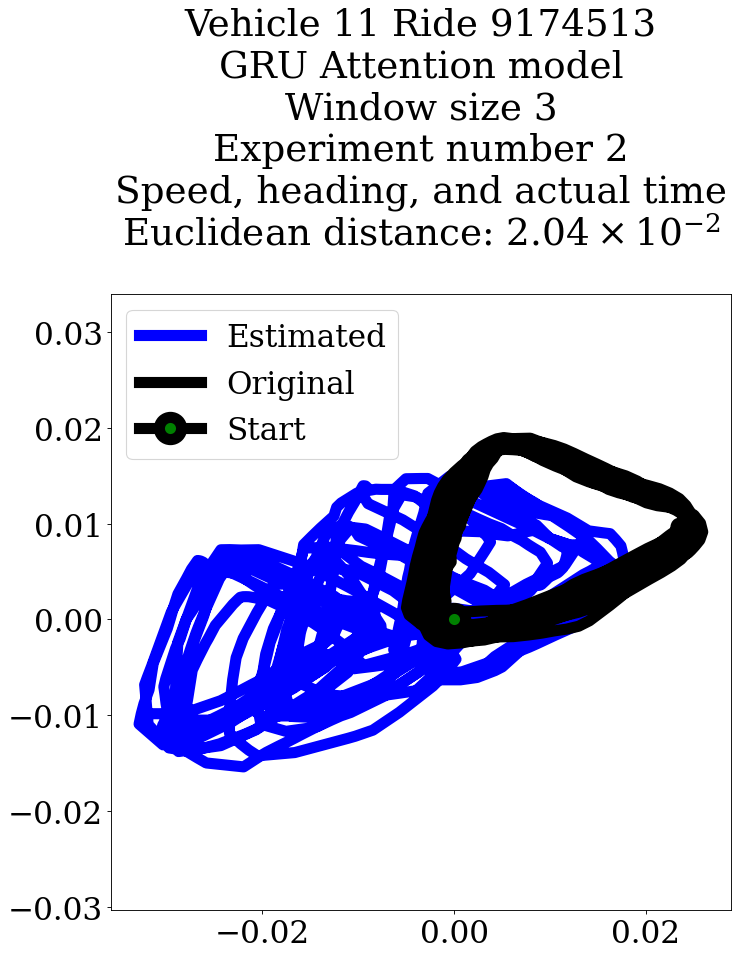 Vehicle 11 Ride 9174513
GRU Attention model
Window size 3
Experiment number 2
Speed, heading, and actual time
Euclidean distance: 2.04 × 10⁻²
Estimated
Original
Start
0.03
0.02
0.01
0.00
−0.01
−0.02
−0.03
−0.02 0.00 0.02